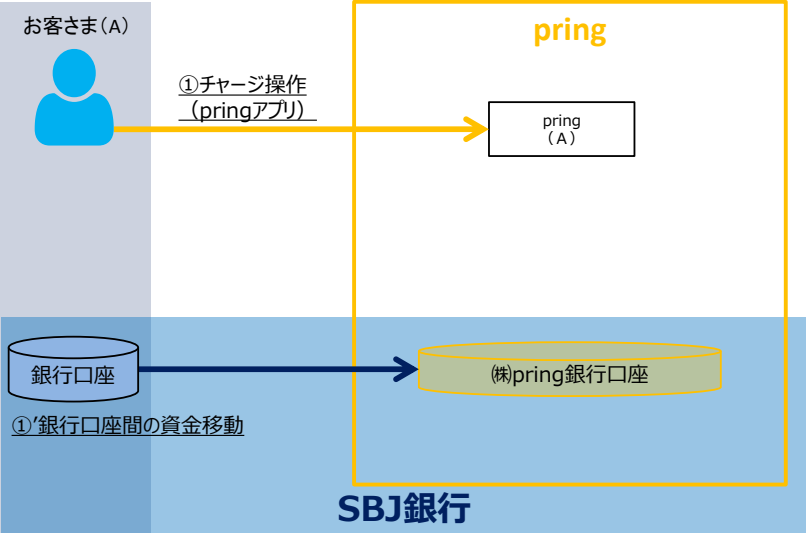 お客さま（A）
pring
①チャージ操作
（pringアプリ）
pring
（A）
銀行口座
㈱pring銀行口座
①’銀行口座間の資金移動
SBJ銀行